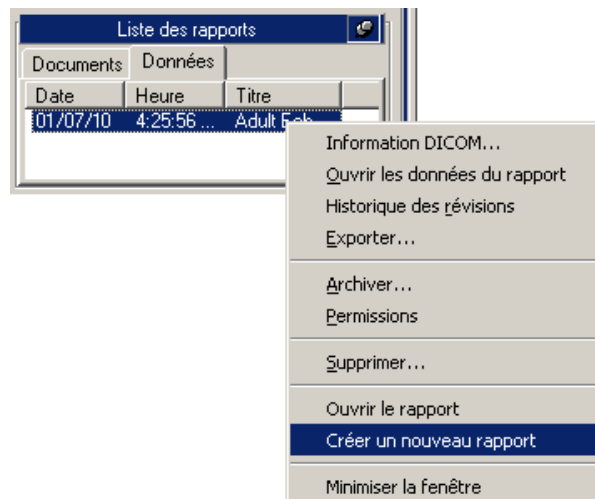 Liste des rapports
Documents Données
Date Heure Titre
01/07/10 4:25:56 ... Adult
Information DICOM...
Ouvrir les données du rapport
Historique des révisions
Exporter...
Archiver...
Permissions
Supprimer...
Ouvrir le rapport
Créer un nouveau rapport
Minimiser la fenêtre